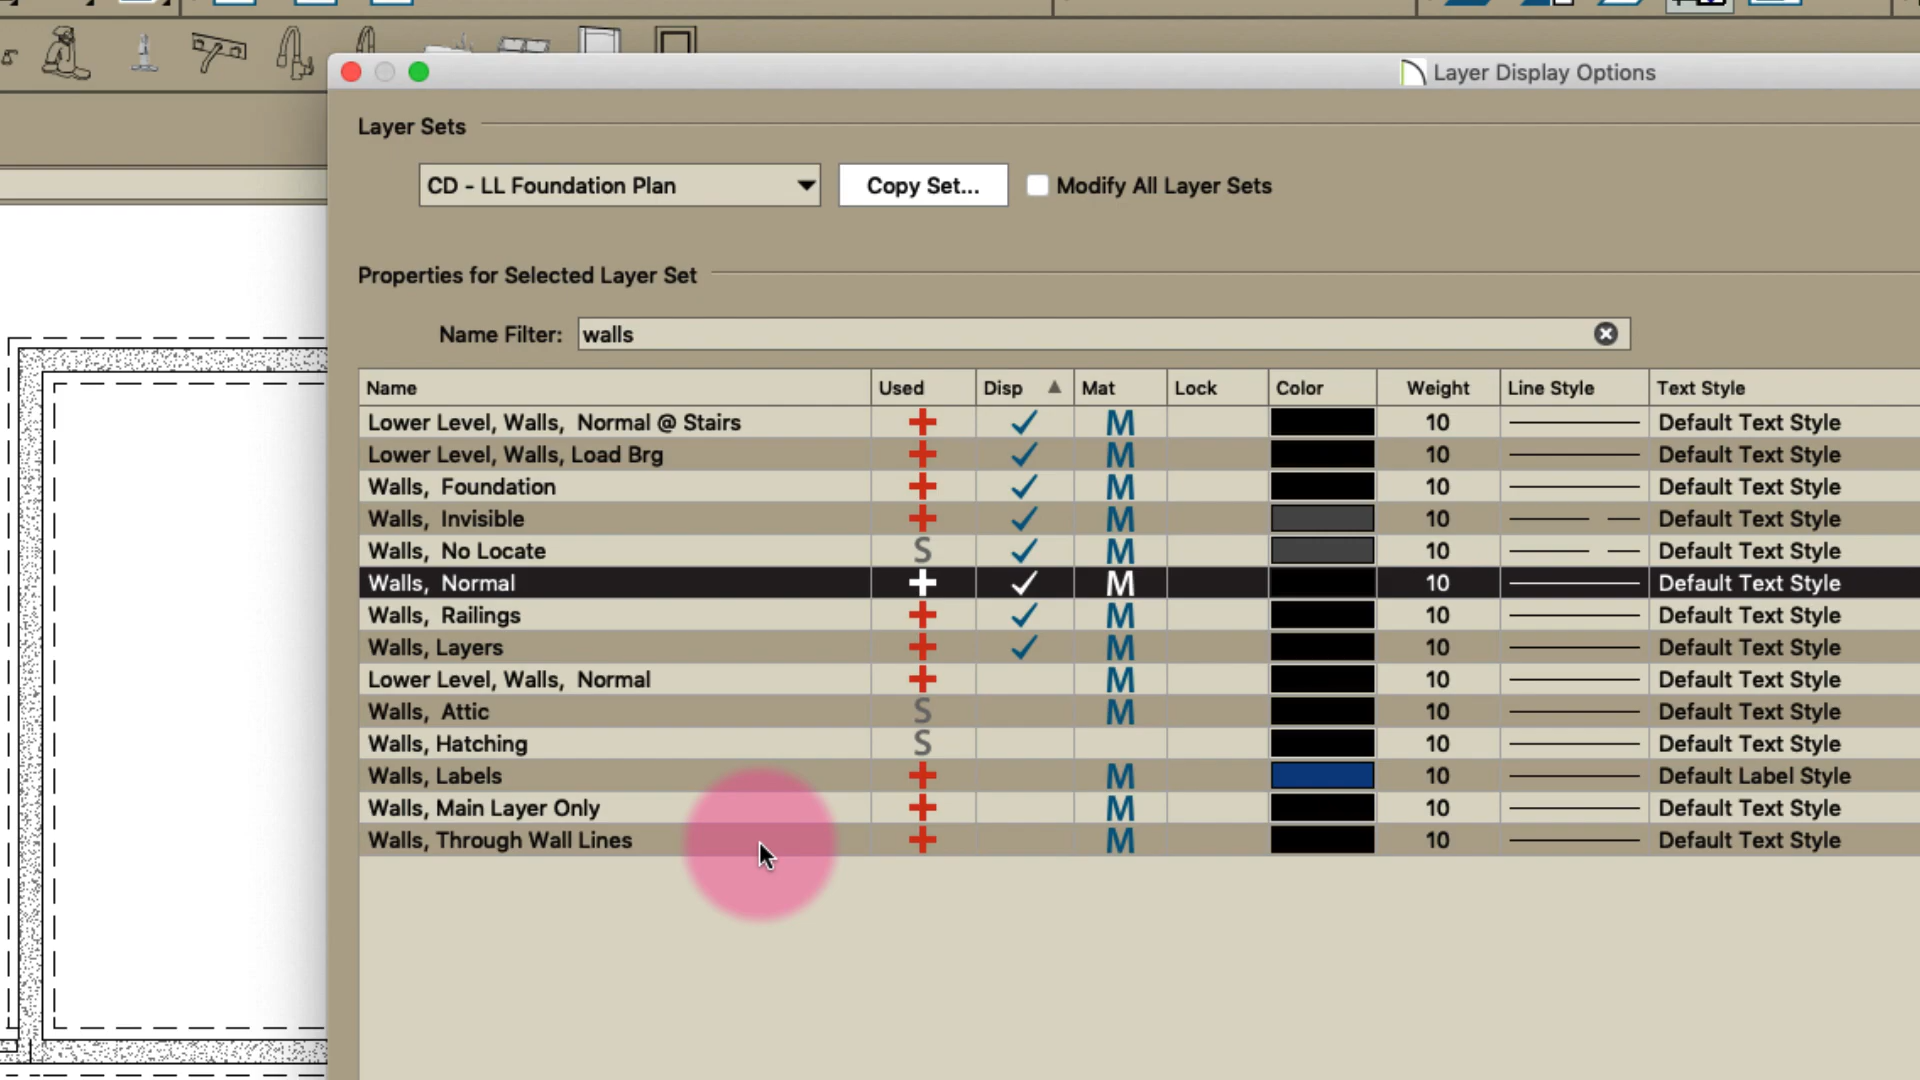 Layer Display Options
Layer Sets
CD - LL Foundation Plan Copy Set... Modify All Layer Sets
Properties for Selected Layer Set
Name Filter: walls
Name Used Disp Mat Lock Color Weight Line Style Text Style
Lower Level, Walls,  Normal @ Stairs M 10 Default Text Style
Lower Level, Walls, Load Brg M 10 Default Text Style
Walls,  Foundation M 10 Default Text Style
Walls,  Invisible M 10 Default Text Style
Walls,  No Locate S M 10 Default Text Style
Walls,  Normal M 10 Default Text Style
Walls,  Railings M 10 Default Text Style
Walls, Layers M 10 Default Text Style
Lower Level, Walls,  Normal M 10 Default Text Style
Walls,  Attic S M 10 Default Text Style
Walls, Hatching S 10 Default Text Style
Walls, Labels M 10 Default Label Style
Walls, Main Layer Only M 10 Default Text Style
Walls, Through Wall Lines M 10 Default Text Style